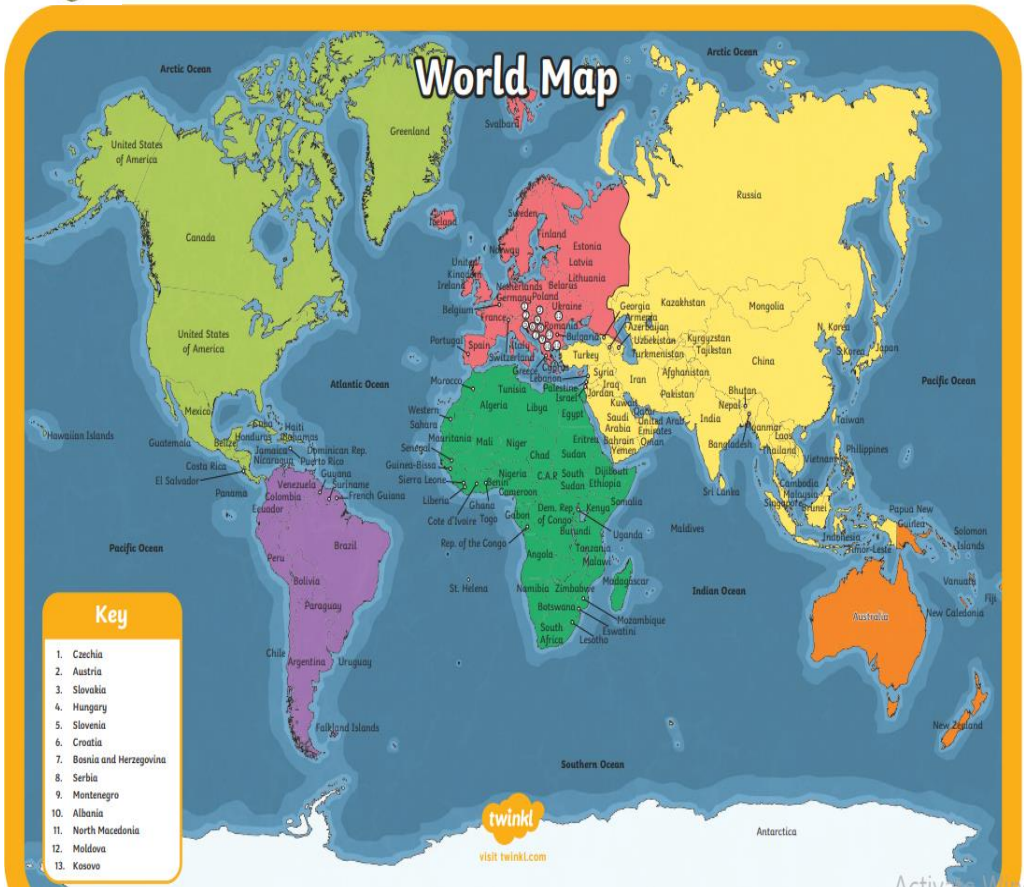 World Map
Arctic Ocean
Arctic Ocean
Svalbard
Greenland
United States
of America
Canada
Iceland
Sweden
Finland
Norway
Estonia
Latvia
Lithuania
Russia
United
Kingdom
Ireland
Netherlands
Belarus
Germany
Poland
Belgium
Ukraine
France
Romania
Bulgaria
Georgia
Armenia
Azerbaijan
Kazakhstan
Mongolia
United States
of America
Portugal
Spain
Italy
Switzerland
Greece
Cyprus
Turkey
Uzbekistan
Turkmenistan
Kyrgyzstan
Tajikistan
China
N. Korea
S.Korea
Japan
Atlantic Ocean
Pacific Ocean
Morocco
Tunisia
Lebanon
Syria
Palestine
Israel
Jordan
Iraq
Iran
Afghanistan
Pakistan
Kuwait
Qatar
Bhutan
Nepal
Mexico
Algeria
Libya
Egypt
Western
Sahara
Saudi
Arabia
United Arab
Emirates
Bahrain
Oman
Yemen
India
Bangladesh
Myanmar
Laos
Thailand
Vietnam
Taiwan
Philippines
Hawaiian Islands
Cuba
Haiti
Bahamas
Guatemala
Belize
Honduras
Jamaica
Dominican Rep.
Nicaragua
Puerto Rico
Costa Rica
El Salvador
Panama
Guyana
Suriname
French Guiana
Venezuela
Colombia
Ecuador
Mauritania
Mali
Niger
Chad
Sudan
Eritrea
Senegal
Guinea-Bissa
Sierra Leone
Liberia
Cote d'Ivoire
Ghana
Togo
Benin
Nigeria
Cameroon
C.A.R
South
Sudan
Djibouti
Ethiopia
Somalia
Gabon
Dem. Rep
of Congo
Kenya
Uganda
Burundi
Rep. of the Congo
Tanzania
Malawi
Angola
Sri Lanka
Maldives
Cambodia
Malaysia
Singapore
Brunei
Indonesia
Timor-Leste
Papua New
Guinea
Solomon
Islands
Pacific Ocean
Peru
Brazil
Bolivia
Paraguay
Chile
Argentina
Uruguay
Falkland Islands
St. Helena
Namibia
Zimbabwe
Botswana
South
Africa
Lesotho
Eswatini
Mozambique
Madagascar
Indian Ocean
Australia
Vanuatu
Fiji
New Caledonia
New Zealand
Southern Ocean
Antarctica
Key
1. Czechia
2. Austria
3. Slovakia
4. Hungary
5. Slovenia
6. Croatia
7. Bosnia and Herzegovina
8. Serbia
9. Montenegro
10. Albania
11. North Macedonia
12. Moldova
13. Kosovo
twinkl
visit twinkl.com